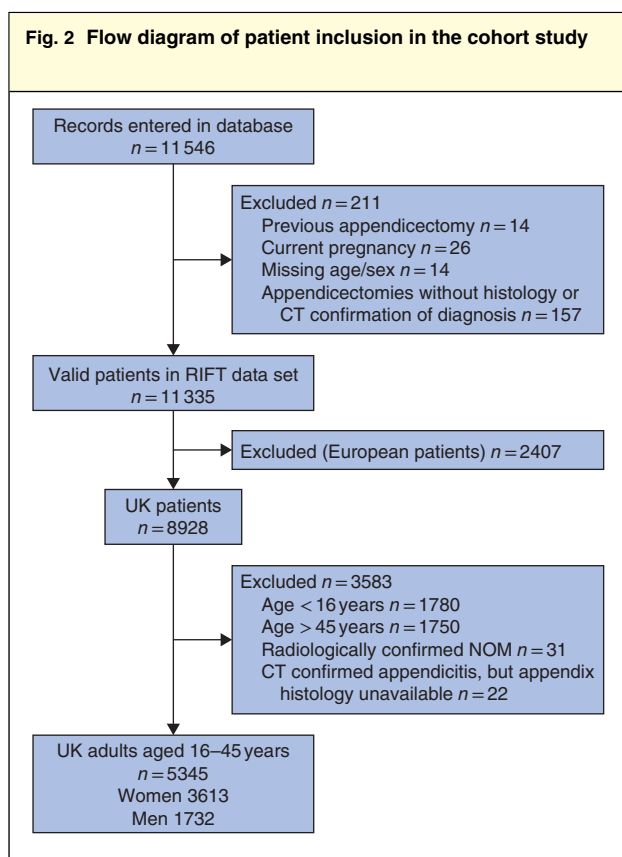 Fig. 2 Flow diagram of patient inclusion in the cohort study
Records entered in database
n = 11 546
Excluded n = 211
Previous appendicectomy n = 14
Current pregnancy n = 26
Missing age/sex n = 14
Appendicectomies without histology or
CT confirmation of diagnosis n = 157
Valid patients in RIFT data set
n = 11 335
Excluded (European patients) n = 2407
UK patients
n = 8928
Excluded n = 3583
Age < 16 years n = 1780
Age > 45 years n = 1750
Radiologically confirmed NOM n = 31
CT confirmed appendicitis, but appendix
histology unavailable n = 22
UK adults aged 16–45 years
n = 5345
Women 3613
Men 1732